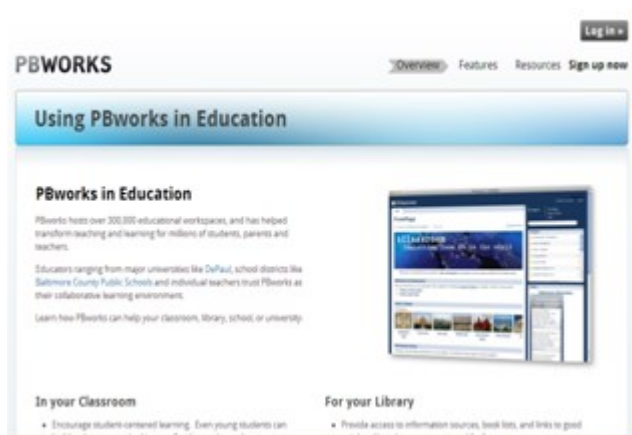 Log in »
PBWORKS
Overview Features Resources Sign up now
Using PBworks in Education
PBworks in Education
PBworks hosts over 300,000 educational workspaces, and has helped
transform teaching and learning for millions of students, parents and
teachers.
Educators ranging from major universities like DePaul, school districts like
Baltimore County Public Schools and individual teachers trust PBworks as
their collaborative learning environment.
Learn how PBworks can help your classroom, library, school, or university.
In your Classroom
For your Library
• Encourage student-centered learning. Even young students can
• Provide access to information sources, book lists, and links to good